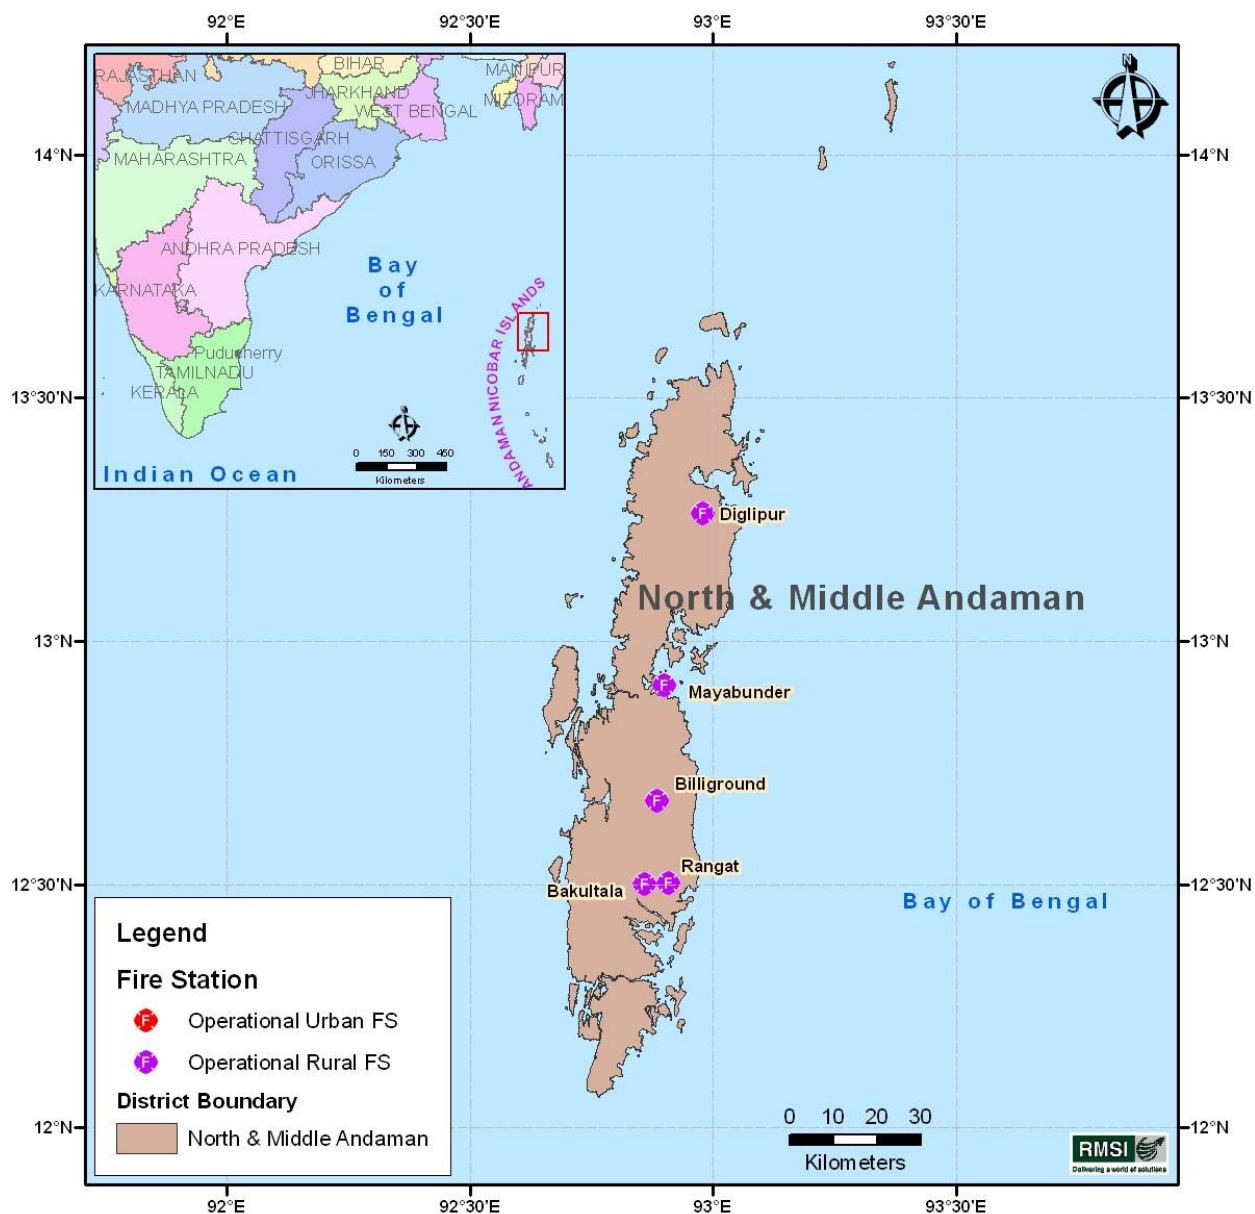 92°E 92°30'E 93°E 93°30'E
14°N
13°30'N
13°N
12°30'N
12°N
14°N
13°30'N
13°N
12°30'N
12°N
92°E 92°30'E 93°E 93°30'E
N
RAJASTHAN
BIHAR
MANIPUR
MADHYA PRADESH
JHARKHAND
WEST BENGAL
MIZORAM
CHATTISGARH
MAHARASHTRA
ORISSA
ANDHRA PRADESH
KARNATAKA
Puducherry
TAMILNADU
KERALA
Bay
of
Bengal
ANDAMAN NICOBAR ISLANDS
Indian Ocean
0 150 300 450
Kilometers
F Diglipur
North & Middle Andaman
F Mayabunder
Billiground
F
Rangat
Bakultala F F
Bay of Bengal
Legend
Fire Station
F Operational Urban FS
F Operational Rural FS
District Boundary
North & Middle Andaman
0 10 20 30
Kilometers
RMSI
Delivering a world of solutions